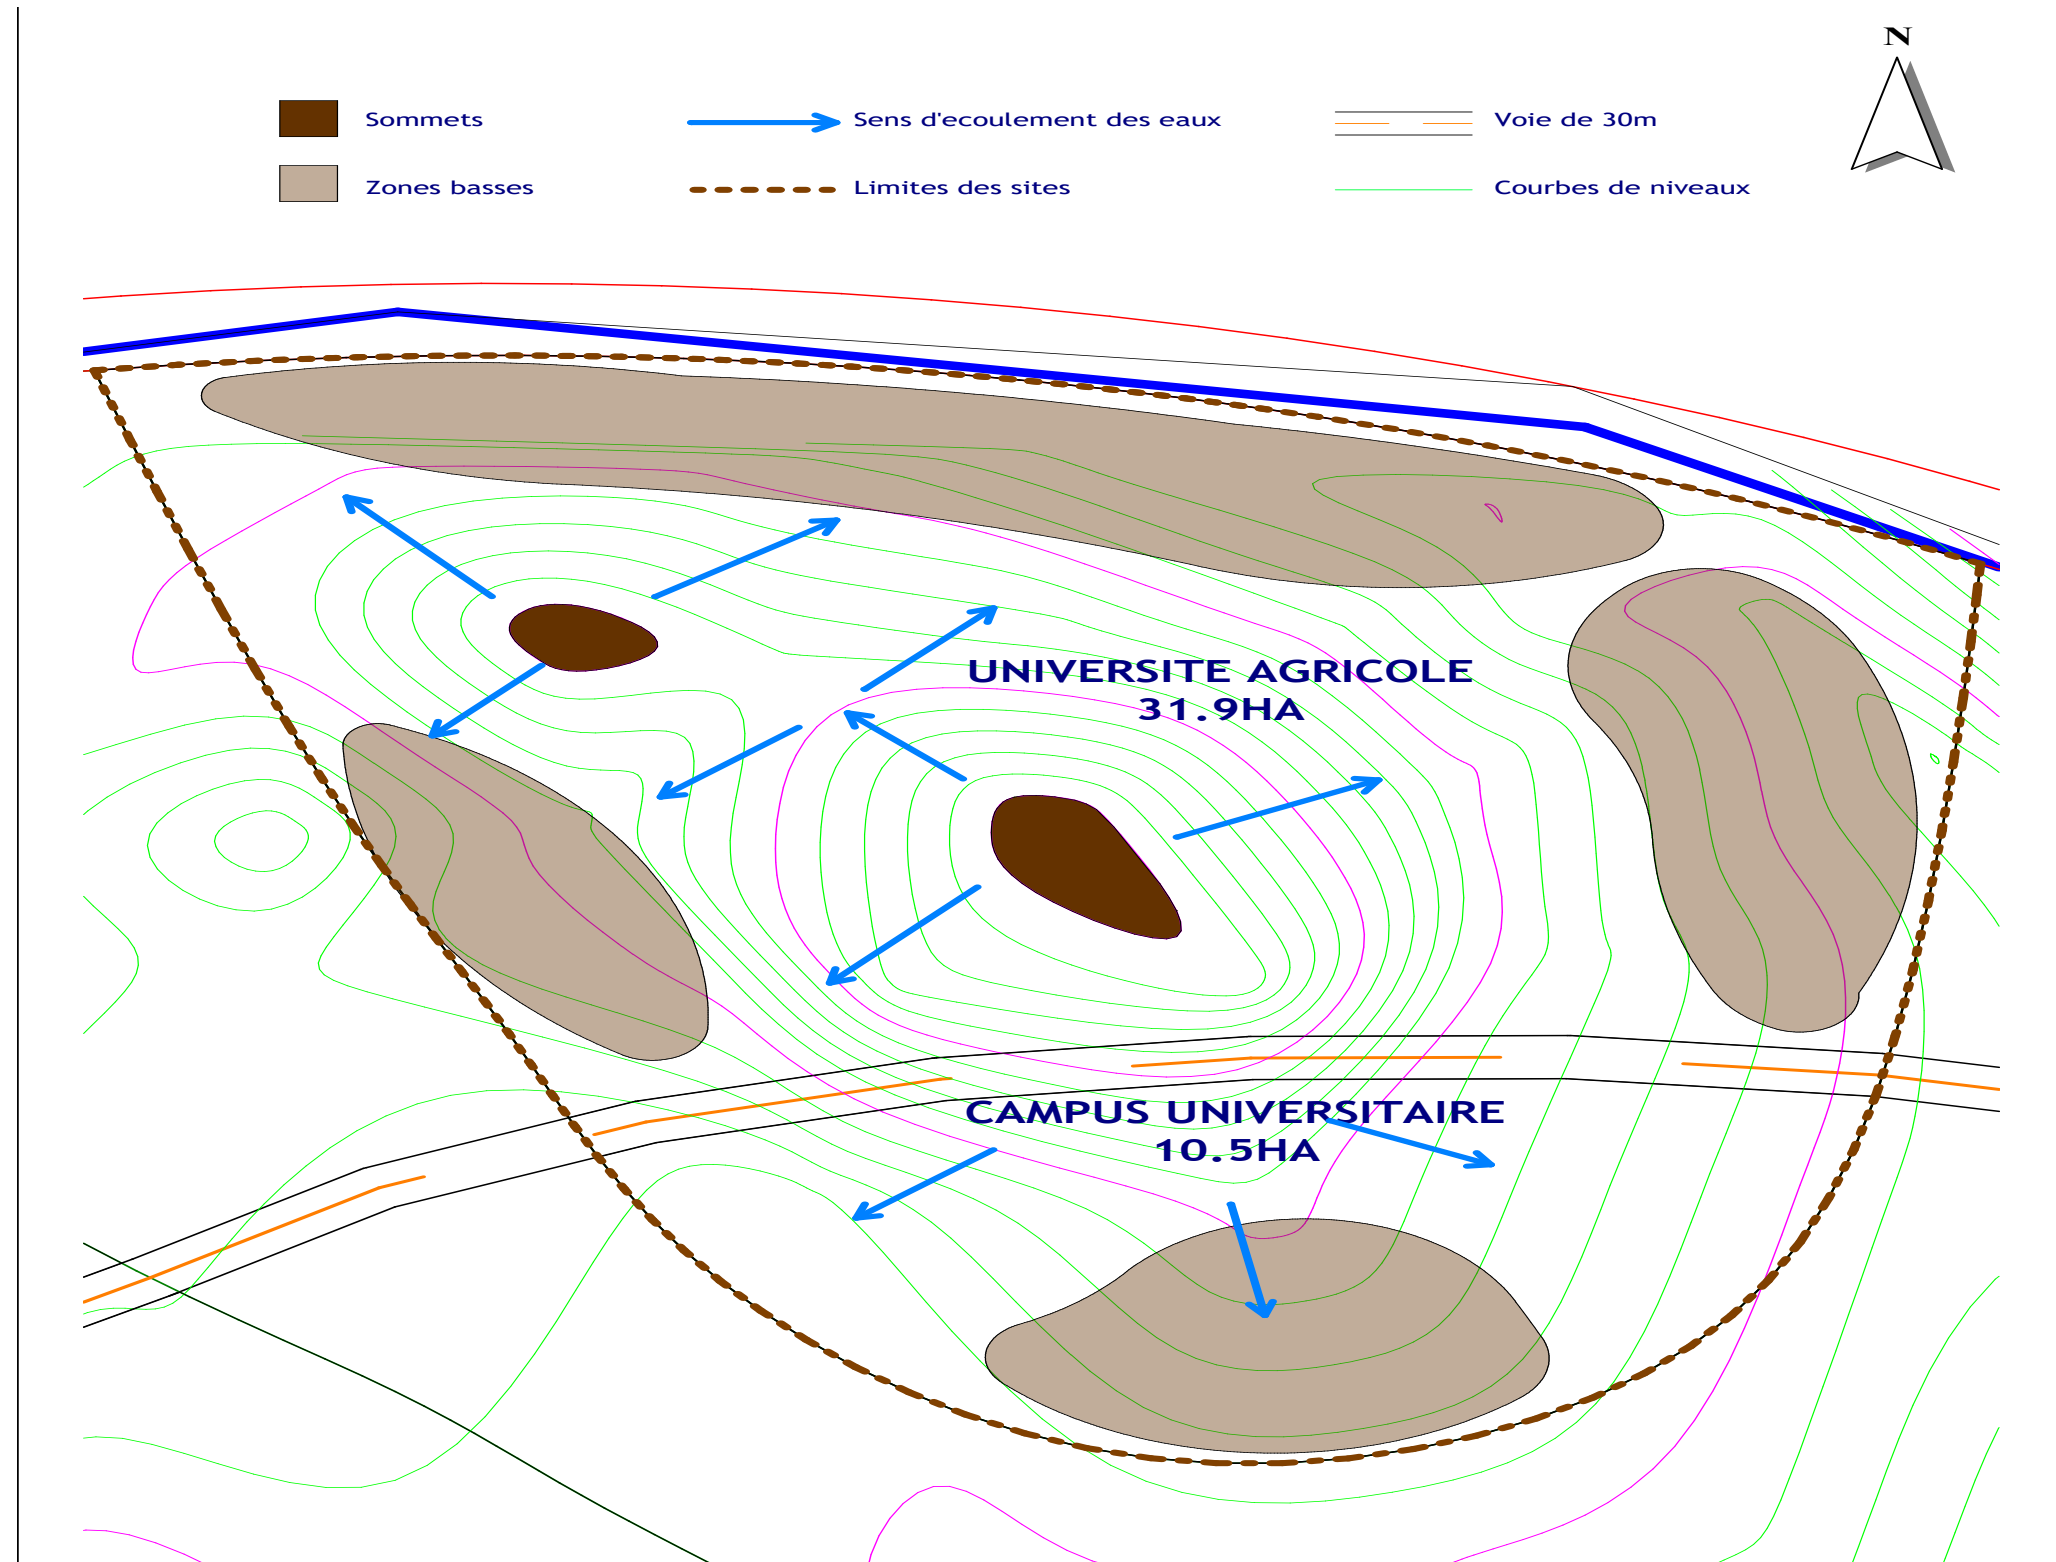 N
Sommets
Sens d'ecoulement des eaux
Voie de 30m
Zones basses
Limites des sites
Courbes de niveaux
UNIVERSITE AGRICOLE
31.9HA
CAMPUS UNIVERSITAIRE
10.5HA